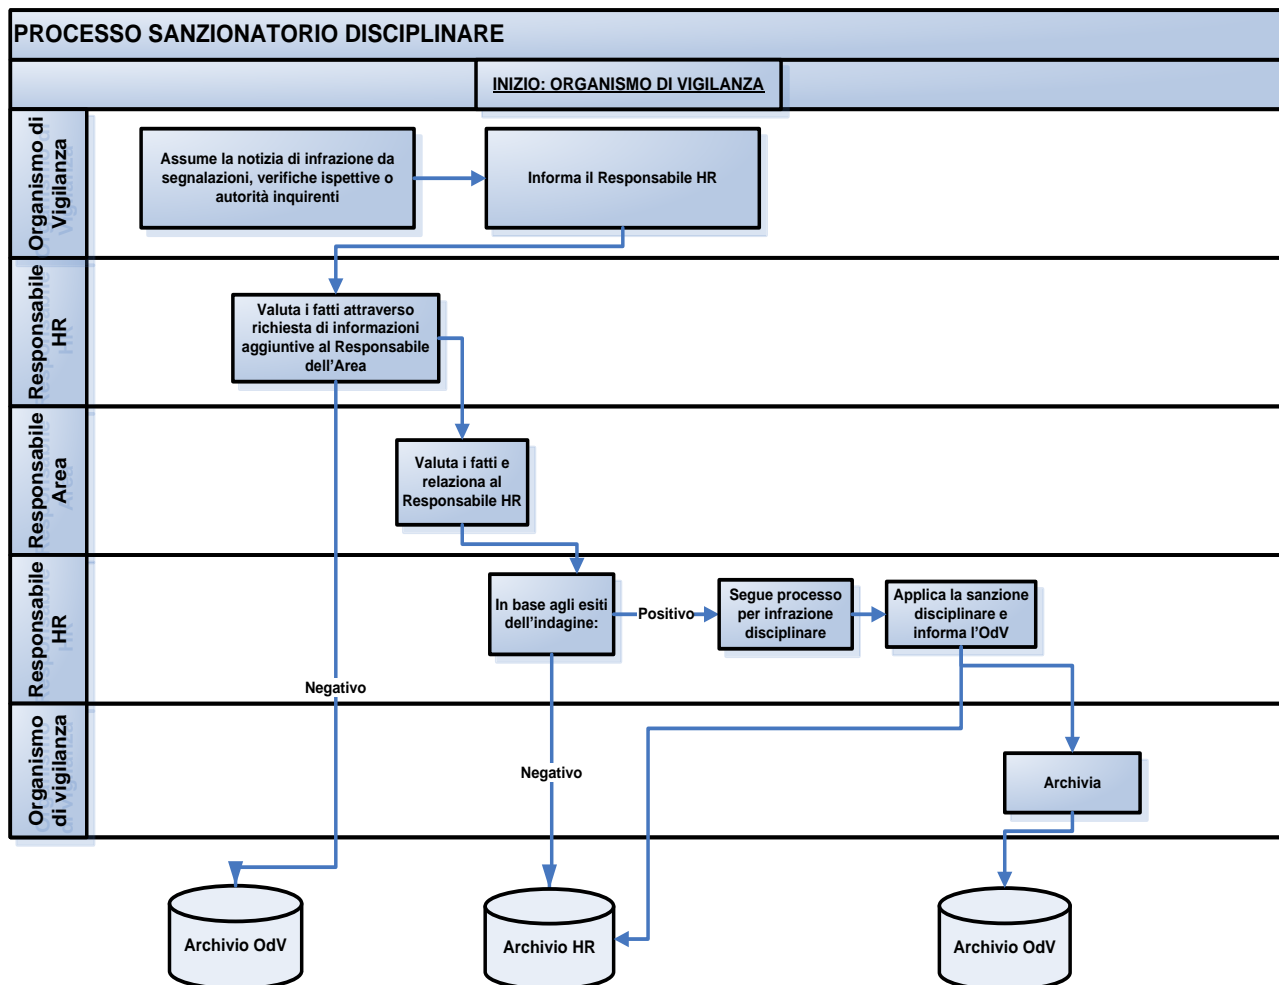 PROCESSO SANZIONATORIO DISCIPLINARE
INIZIO: ORGANISMO DI VIGILANZA
Organismo di
Vigilanza
Assume la notizia di infrazione da
segnalazioni, verifiche ispettive o
autorità inquirenti
Informa il Responsabile HR
Responsabile
HR
Valuta i fatti attraverso
richiesta di informazioni
aggiuntive al Responsabile
dell'Area
Responsabile
Area
Valuta i fatti e
relaziona al
Responsabile HR
Responsabile
HR
In base agli esiti
dell'indagine:
Positivo
Segue processo
per infrazione
disciplinare
Applica la sanzione
disciplinare e
informa l'OdV
Negativo
Organismo
di vigilanza
Negativo
Archivia
Archivio OdV
Archivio HR
Archivio OdV